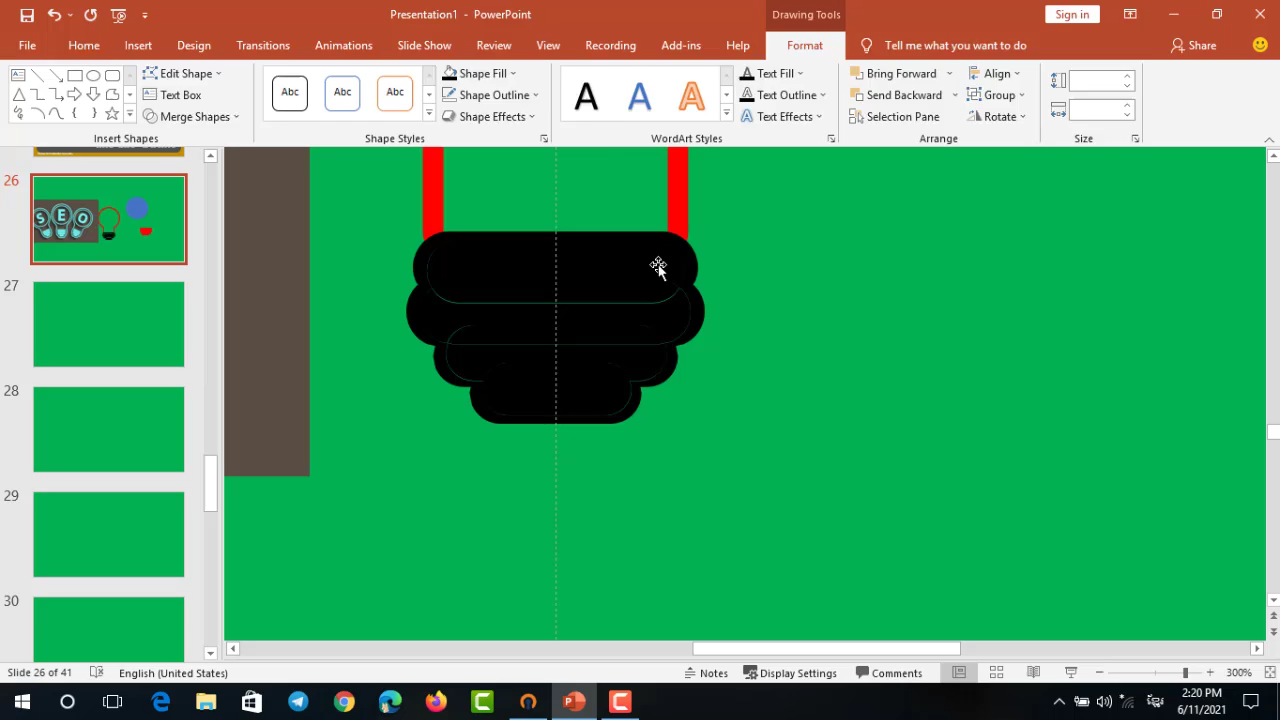 Presentation1 - PowerPoint
Drawing Tools
Sign in
File
Home
Insert
Design
Transitions
Animations
Slide Show
Review
View
Recording
Add-ins
Help
Format
Tell me what you want to do
Share
Edit Shape
Text Box
Merge Shapes
Insert Shapes
Abc
Abc
Abc
Shape Fill
Shape Outline
Shape Effects
Shape Styles
A
A
A
Text Fill
Text Outline
Text Effects
WordArt Styles
Bring Forward
Send Backward
Selection Pane
Align
Group
Rotate
Arrange
Size
26
SEO
27
28
29
30
Slide 26 of 41
English (United States)
Notes
Display Settings
Comments
300%
2:20 PM
6/11/2021